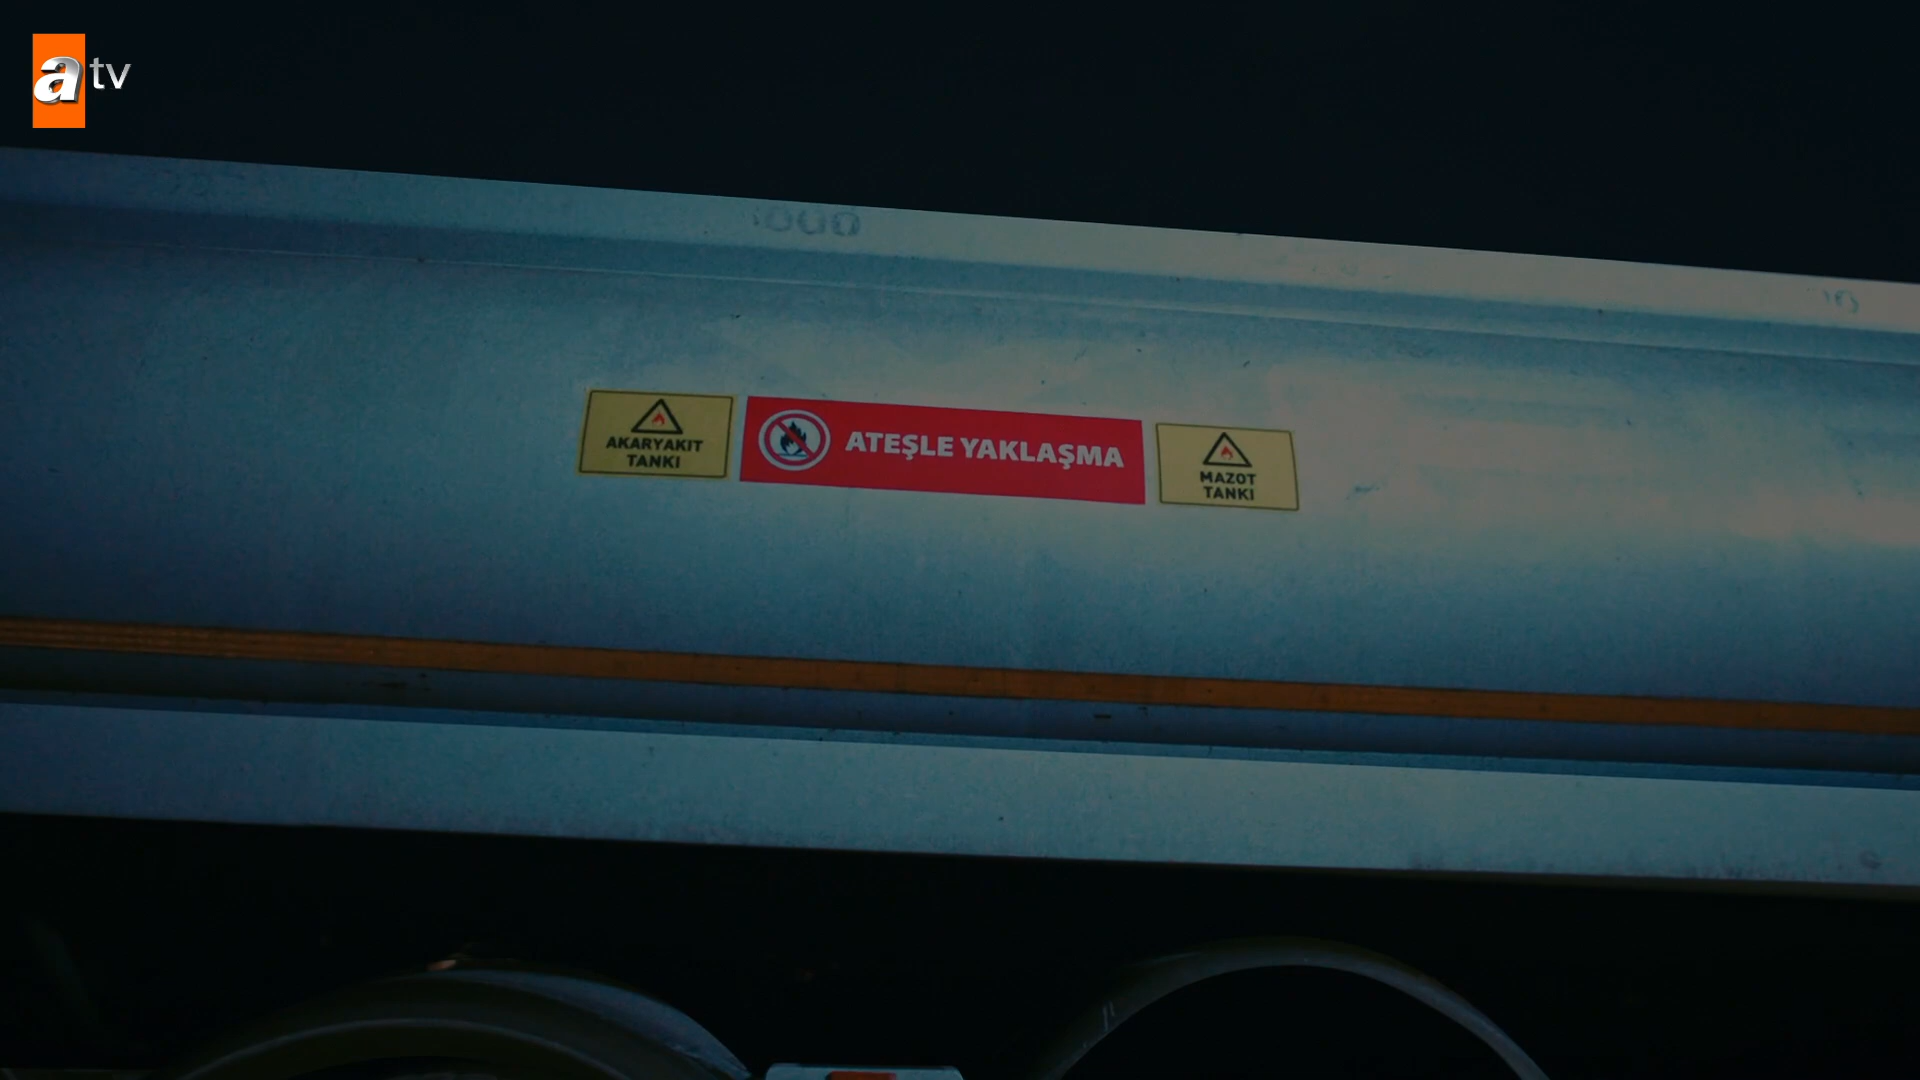 atv
AKARYAKIT
TANKI
ATEŞLE YAKLAŞMA
MAZOT
TANKI